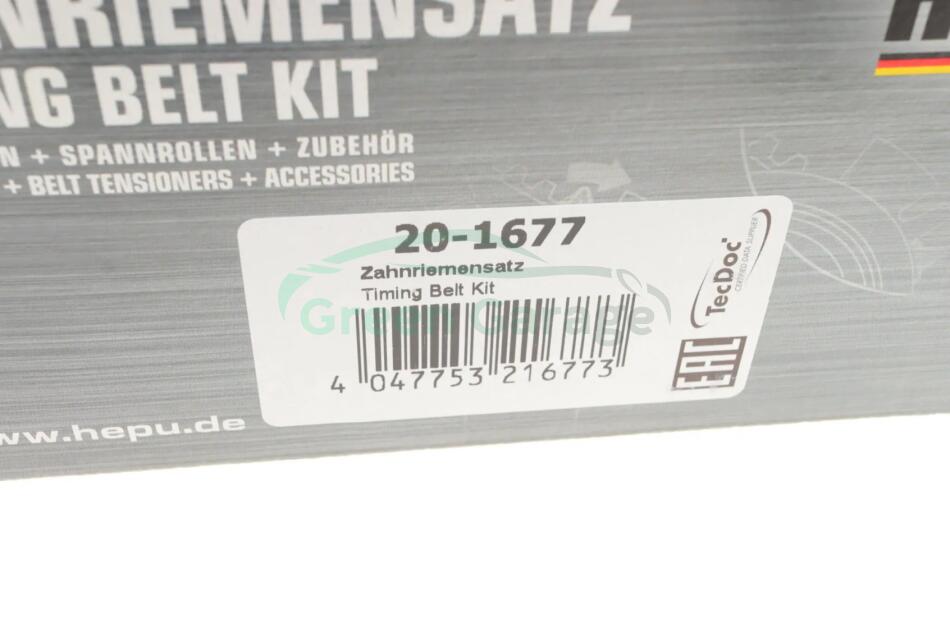 NRIEMENSATZ
NG BELT KIT
N + SPANNROLLEN + ZUBEHÖR
+ BELT TENSIONERS + ACCESSORIES
20-1677
Zahnriemensatz
Timing Belt Kit
Green Garage
4 047753 216773
TecDoc
CERTIFIED DATA SUPPLIER
EAC
www.hepu.de